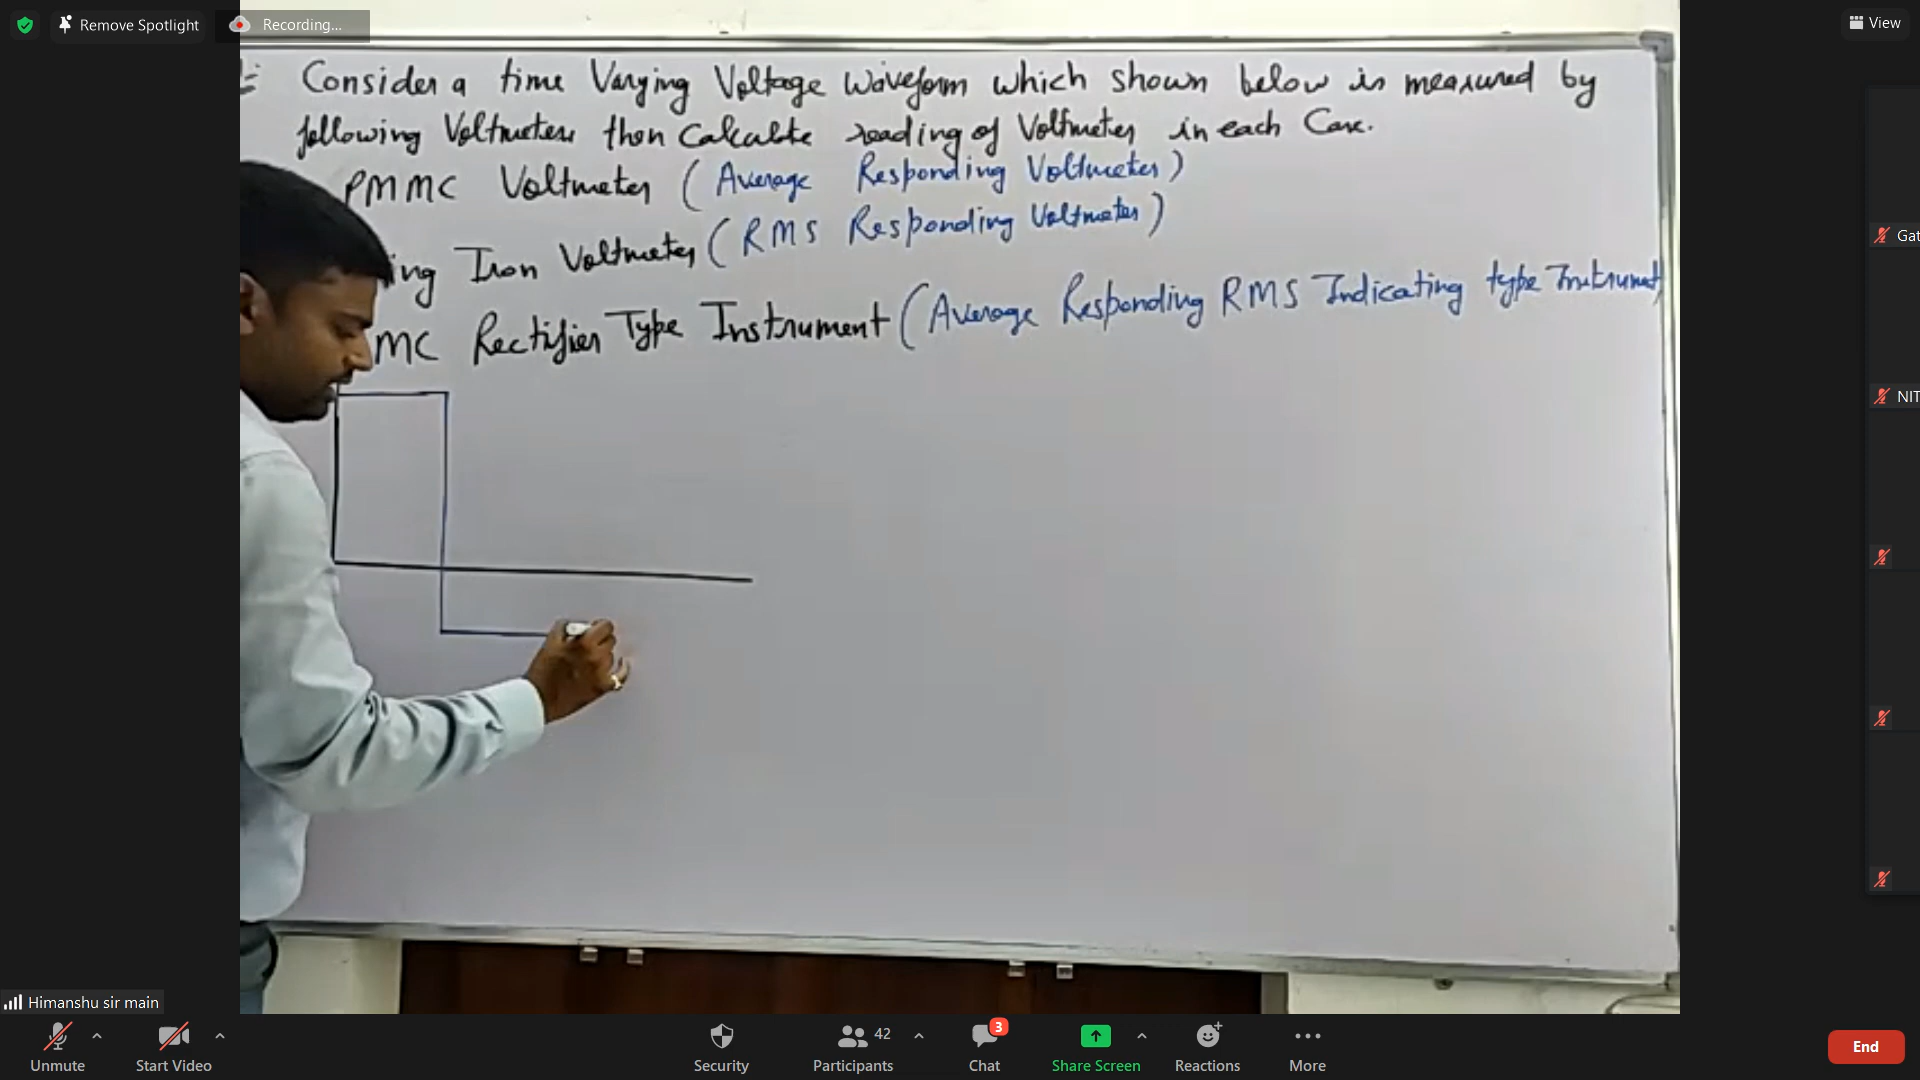 Remove Spotlight
Recording...
View
Consider a time Varying Voltage Waveform which shown below is measured by
following Voltmeters then Calculate reading of Voltmeter in each Case.
PMMC Voltmeter (Average Responding Voltmeter)
ing Iron Voltmeter (RMS Responding Voltmeter)
MC Rectifier Type Instrument (Average Responding RMS Indicating type Instrument
Gat
NIT
Himanshu sir main
Unmute
Start Video
Security
Participants
42
Chat
3
Share Screen
Reactions
More
End